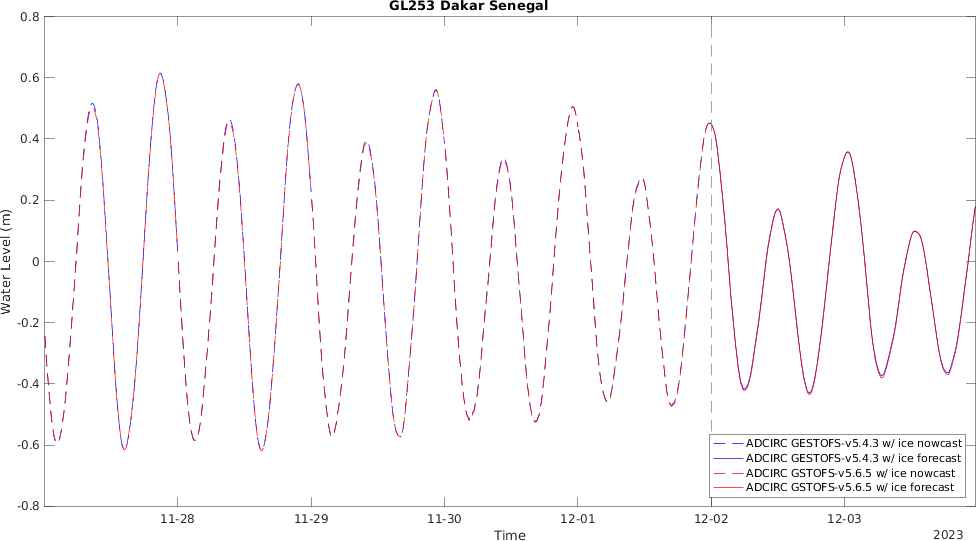 GL253 Dakar Senegal
0.8
0.6
0.4
0.2
0
-0.2
-0.4
-0.6
-0.8
Water Level (m)
ADCIRC GESTOFS-v5.4.3 w/ ice nowcast
ADCIRC GESTOFS-v5.4.3 w/ ice forecast
ADCIRC GSTOFS-v5.6.5 w/ ice nowcast
ADCIRC GSTOFS-v5.6.5 w/ ice forecast
11-28 11-29 11-30 12-01 12-02 12-03
Time
2023